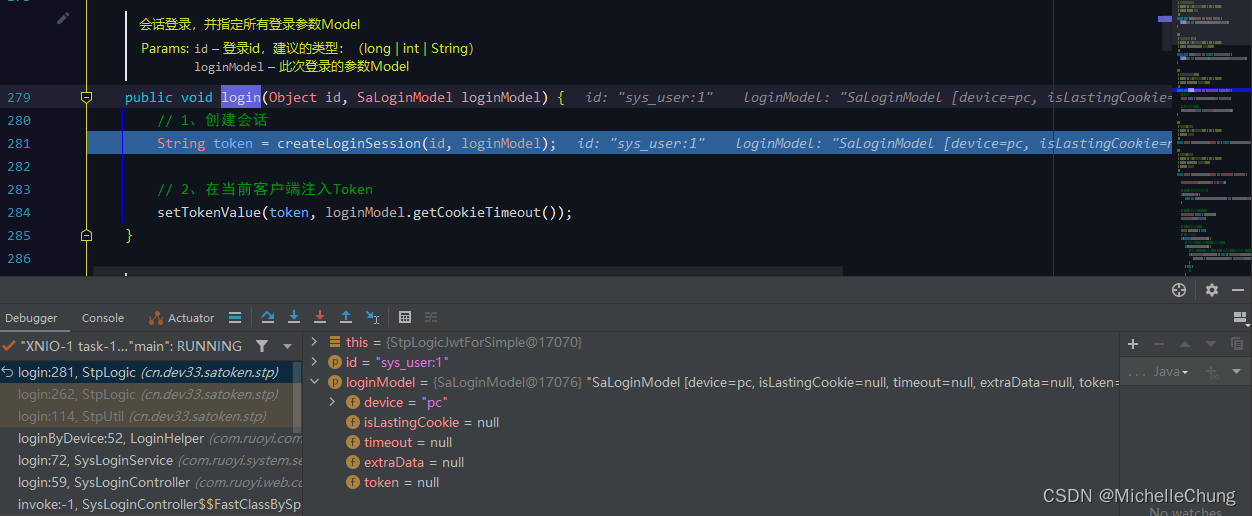 会话登录，并指定所有登录参数Model
Params: id – 登录id，建议的类型：（long | int | String）
loginModel – 此次登录的参数Model
279 public void login(Object id, SaLoginModel loginModel) { id: "sys_user:1" loginModel: "SaLoginModel [device=pc, isLastingCookie=
280 // 1、创建会话
281 String token = createLoginSession(id, loginModel); id: "sys_user:1" loginModel: "SaLoginModel [device=pc, isLastingCookie=n
282
283 // 2、在当前客户端注入Token
284 setTokenValue(token, loginModel.getCookieTimeout());
285 }
286
Debugger Console Actuator
"XNIO-1 task-1..."main": RUNNING
login:281, StpLogic (cn.dev33.satoken.stp)
login:262, StpLogic (cn.dev33.satoken.stp)
login:114, StpUtil (cn.dev33.satoken.stp)
loginByDevice:52, LoginHelper (com.ruoyi.com
login:72, SysLoginService (com.ruoyi.system.se
login:59, SysLoginController (com.ruoyi.web.co
invoke:-1, SysLoginController$$FastClassBySp
this = {StpLogicJwtForSimple@17070}
id = "sys_user:1"
loginModel = {SaLoginModel@17076} "SaLoginModel [device=pc, isLastingCookie=null, timeout=null, extraData=null, token=
device = "pc"
isLastingCookie = null
timeout = null
extraData = null
token = null
... Java
No watches
CSDN @MichelleChung